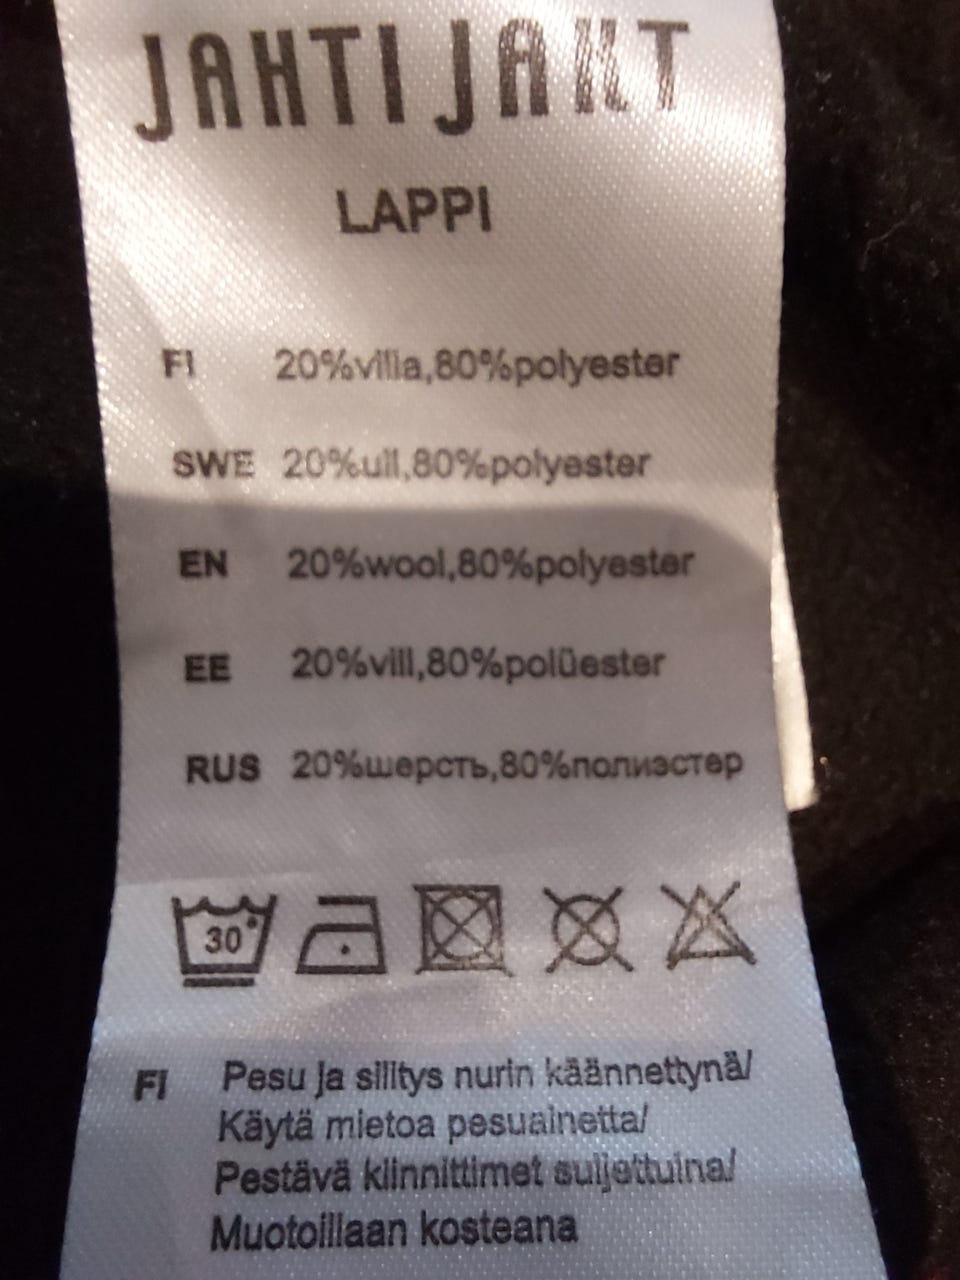 JAHTI JAKT
LAPPI
FI 20%villa,80%polyester
SWE 20%ull,80%polyester
EN 20%wool,80%polyester
EE 20%vill,80%polüester
RUS 20%шерсть,80%полиэстер
30°
FI Pesu ja silitys nurin käännettynä/
Käytä mietoa pesuainetta/
Pestävä kiinnittimet suljettuina/
Muotoillaan kosteana